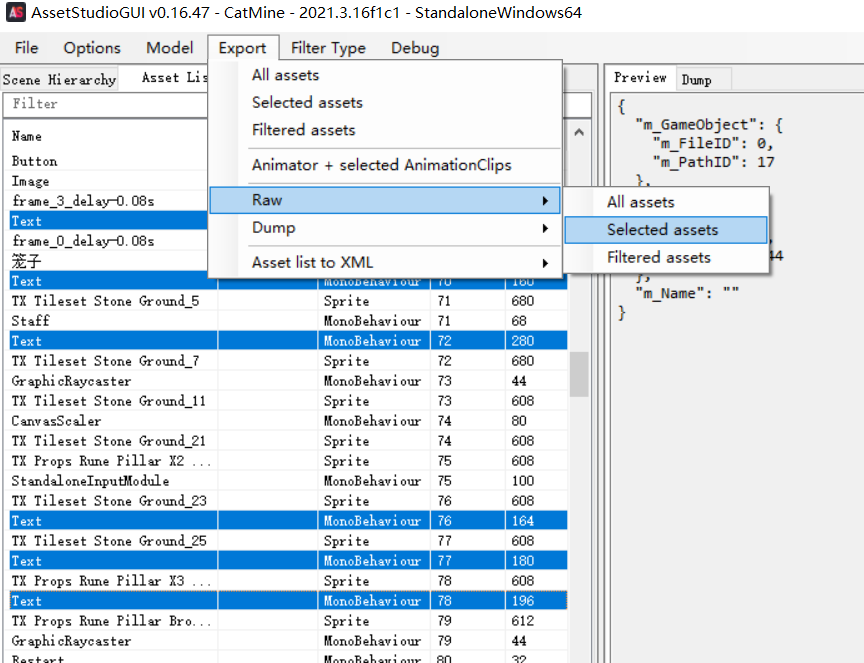 AssetStudioGUI v0.16.47 - CatMine - 2021.3.16f1c1 - StandaloneWindows64
File Options Model Export Filter Type Debug
Scene Hierarchy Asset Lis
Filter
Name
Button
Image
frame_3_delay-0.08s
Text
frame_0_delay-0.08s
笼子
Text MonoBehaviour 70 160
TX Tileset Stone Ground_5 Sprite 71 680
Staff MonoBehaviour 71 68
Text MonoBehaviour 72 280
TX Tileset Stone Ground_7 Sprite 72 680
GraphicRaycaster MonoBehaviour 73 44
TX Tileset Stone Ground_11 Sprite 73 608
CanvasScaler MonoBehaviour 74 80
TX Tileset Stone Ground_21 Sprite 74 608
TX Props Rune Pillar X2 ... Sprite 75 608
StandaloneInputModule MonoBehaviour 75 100
TX Tileset Stone Ground_23 Sprite 76 608
Text MonoBehaviour 76 164
TX Tileset Stone Ground_25 Sprite 77 608
Text MonoBehaviour 77 180
TX Props Rune Pillar X3 ... Sprite 78 608
Text MonoBehaviour 78 196
TX Props Rune Pillar Bro... Sprite 79 612
GraphicRaycaster MonoBehaviour 79 44
Restart MonoBehaviour 80 32
All assets
Selected assets
Filtered assets
Animator + selected AnimationClips
Raw
Dump
Asset list to XML
All assets
Selected assets
Filtered assets
Preview Dump
{
"m_GameObject": {
"m_FileID": 0,
"m_PathID": 17
},
44
},
"m_Name": ""
}